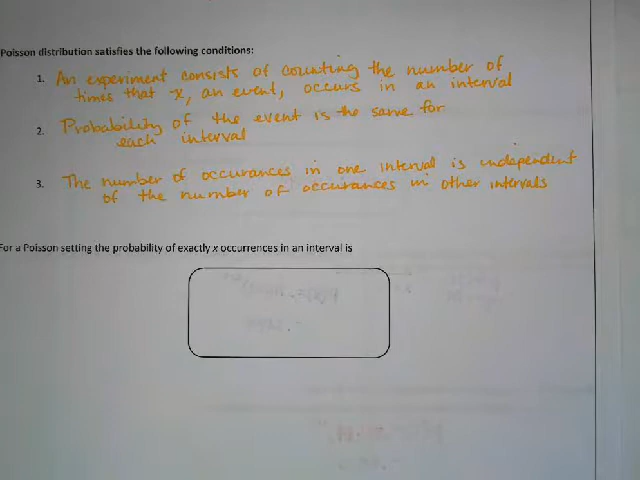 Poisson distribution satisfies the following conditions:
1. An experiment consists of counting the number of
times that x, an event, occurs in an interval
2. Probability of the event is the same for
each interval
3. The number of occurances in one interval is independent
of the number of occurances in other intervals
For a Poisson setting the probability of exactly x occurrences in an interval is